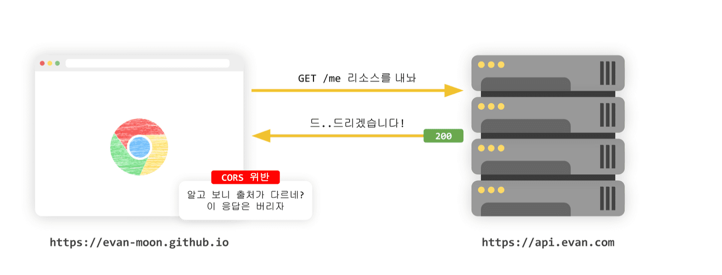 GET /me 리소스를 내놔
드..드리겠습니다!
200
CORS 위반
알고 보니 출처가 다르네?
이 응답은 버리자
https://evan-moon.github.io
https://api.evan.com